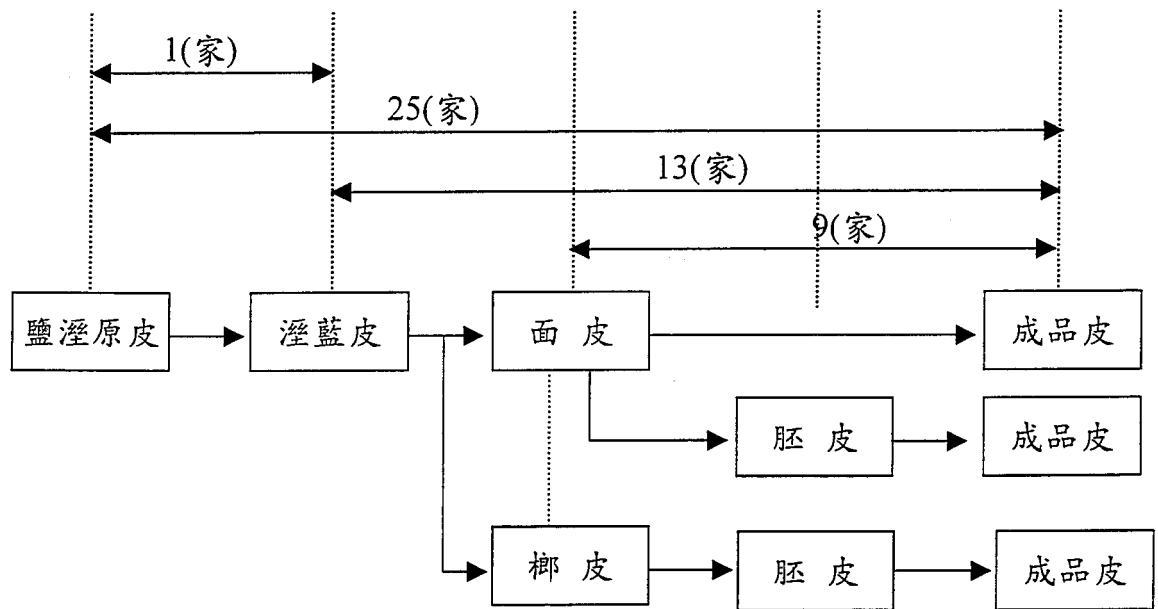 1(家)
25(家)
13(家)
9(家)
鹽溼原皮 溼藍皮 面皮 成品皮
胚皮 成品皮
榔皮 胚皮 成品皮